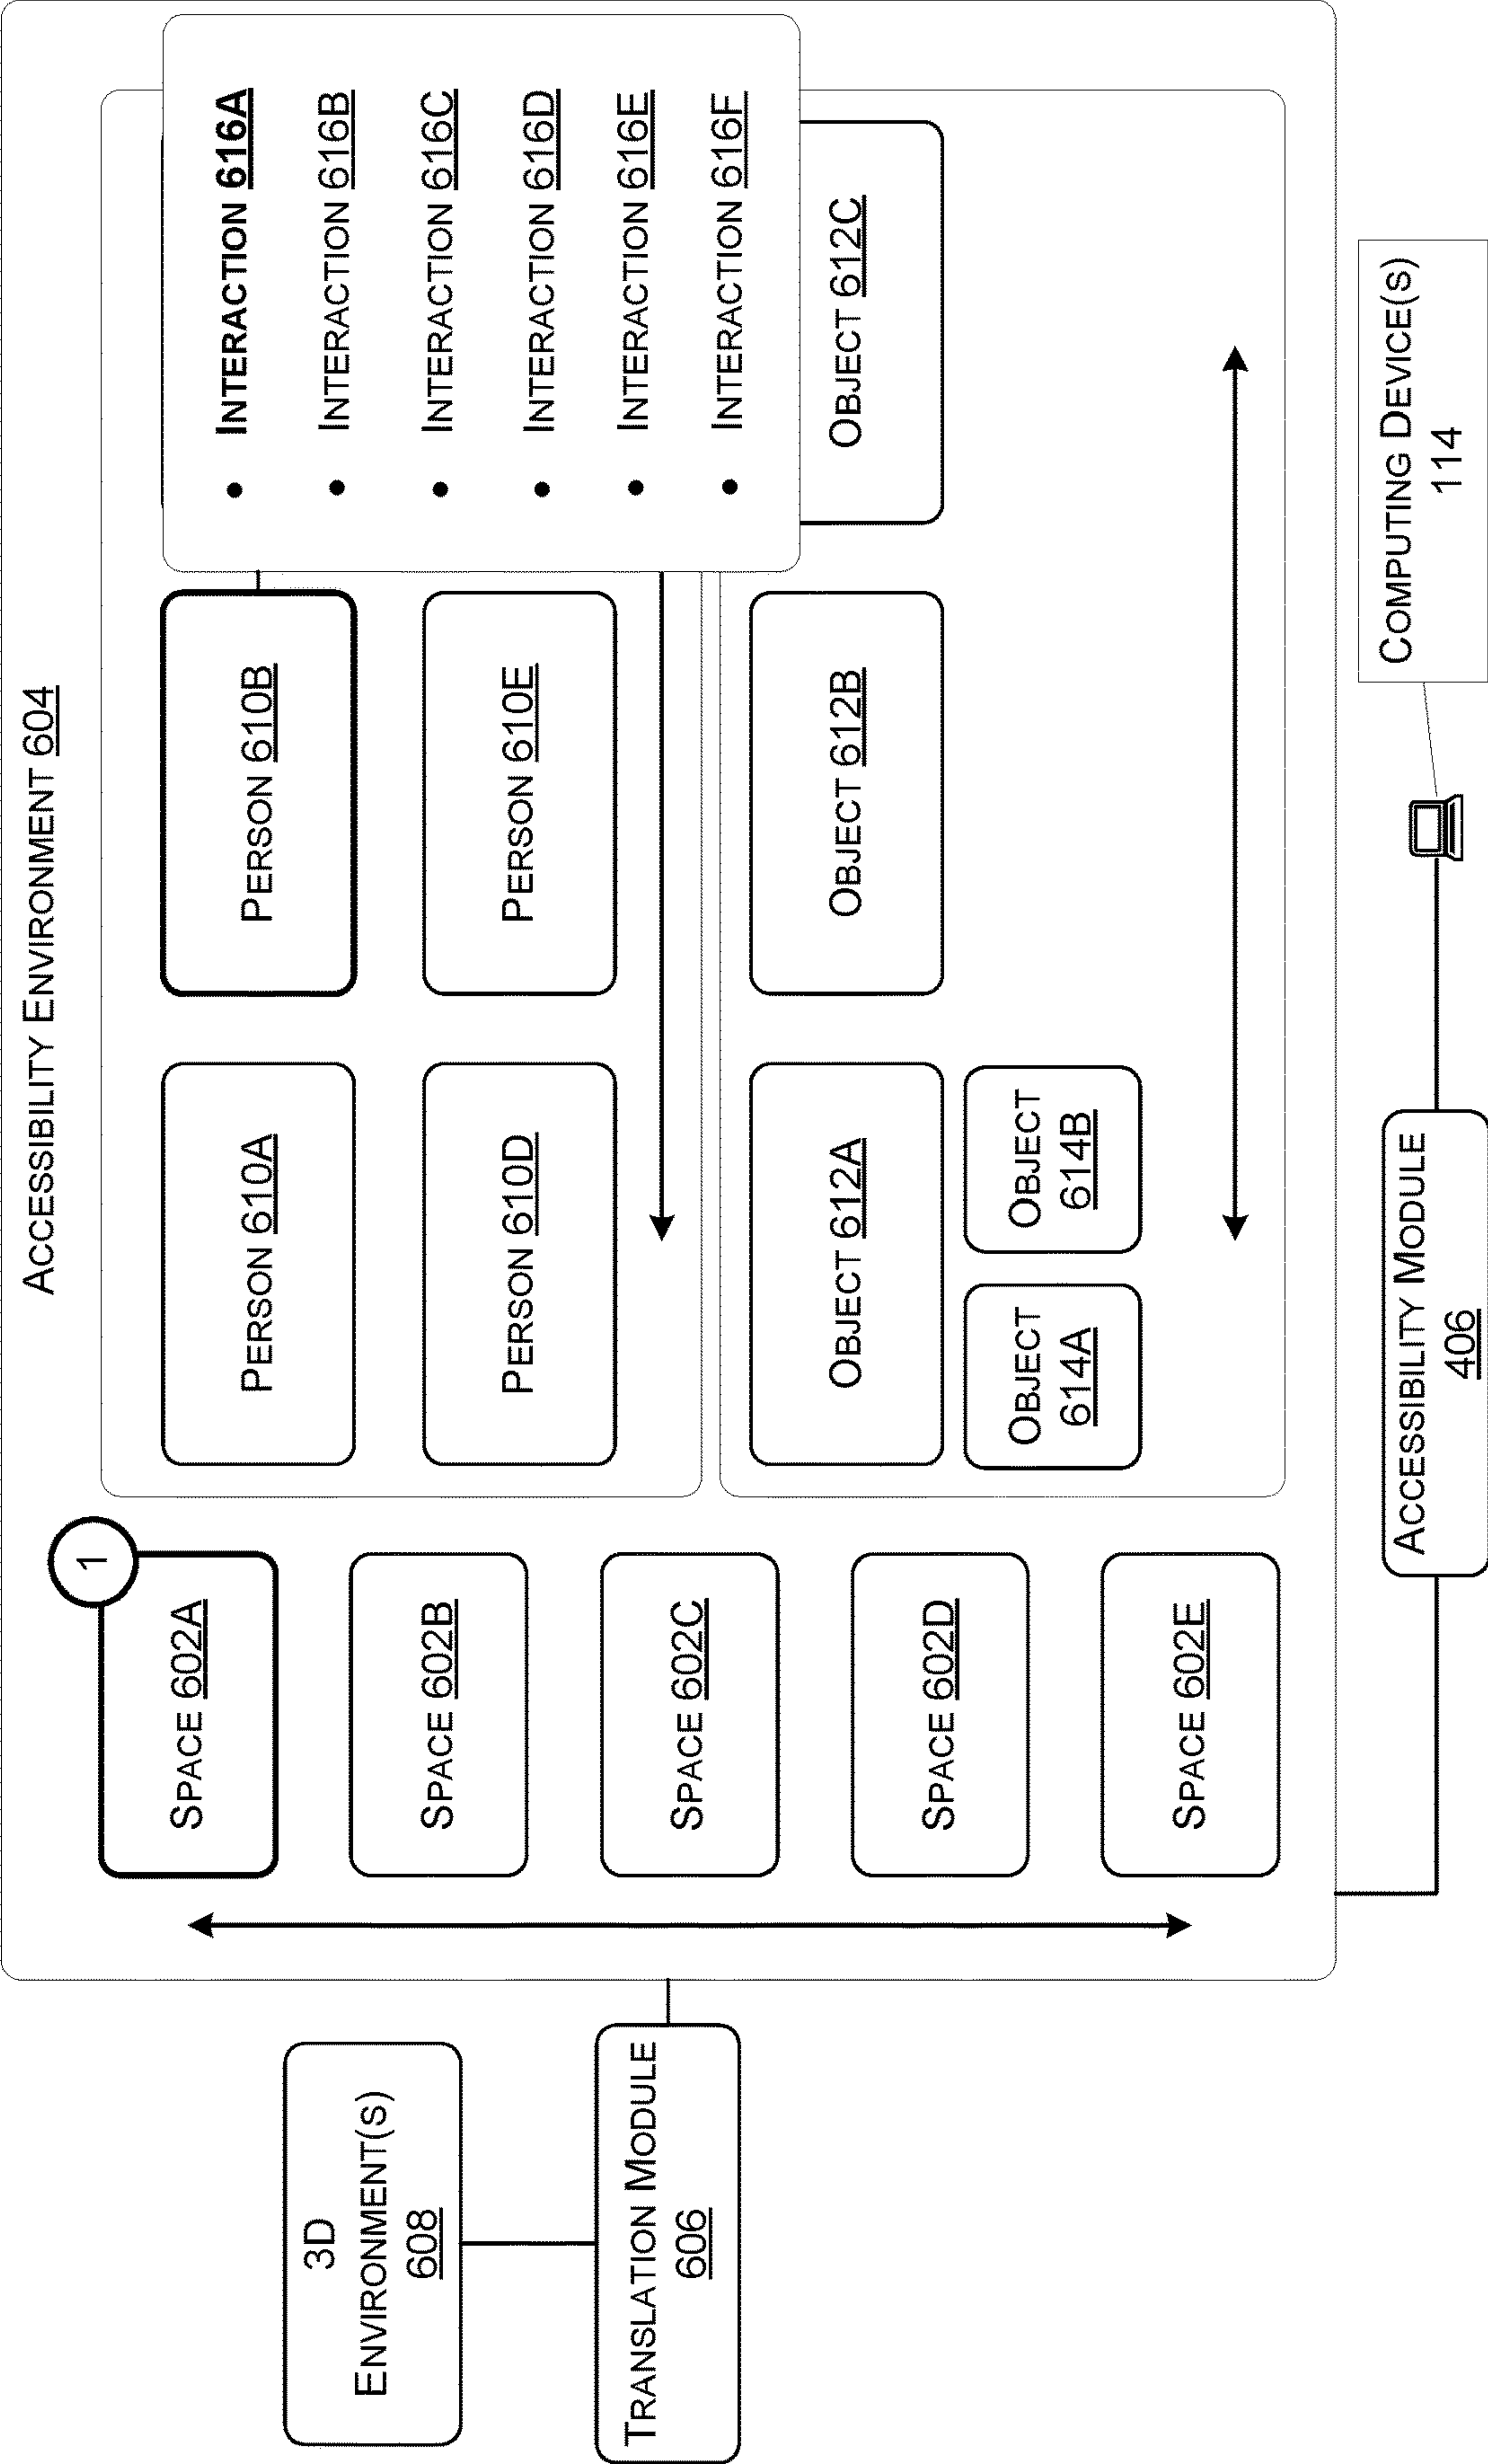 ACCESSIBILITY ENVIRONMENT 604
1
SPACE 602A
SPACE 602B
SPACE 602C
SPACE 602D
SPACE 602E
PERSON 610A
PERSON 610B
PERSON 610D
PERSON 610E
• INTERACTION 616A
• INTERACTION 616B
• INTERACTION 616C
• INTERACTION 616D
• INTERACTION 616E
• INTERACTION 616F
OBJECT 612A
OBJECT 612B
OBJECT 612C
OBJECT
614A
OBJECT
614B
3D
ENVIRONMENT(S)
608
TRANSLATION MODULE
606
ACCESSIBILITY MODULE
406
COMPUTING DEVICE(S)
114